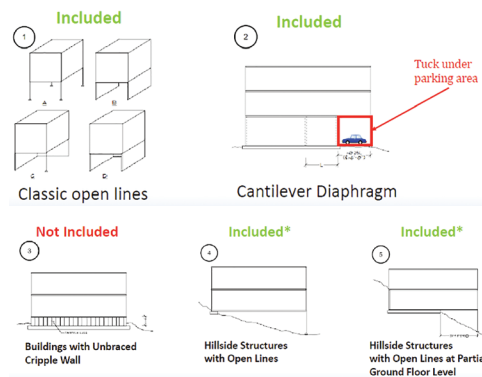 Included
1
A
B
C
D
Classic open lines
Included
2
Tuck under
parking area
Cantilever Diaphragm
Not Included
3
Buildings with Unbraced
Cripple Wall
Included*
4
Hillside Structures
with Open Lines
Included*
5
Hillside Structures
with Open Lines at Partia
Ground Floor Level